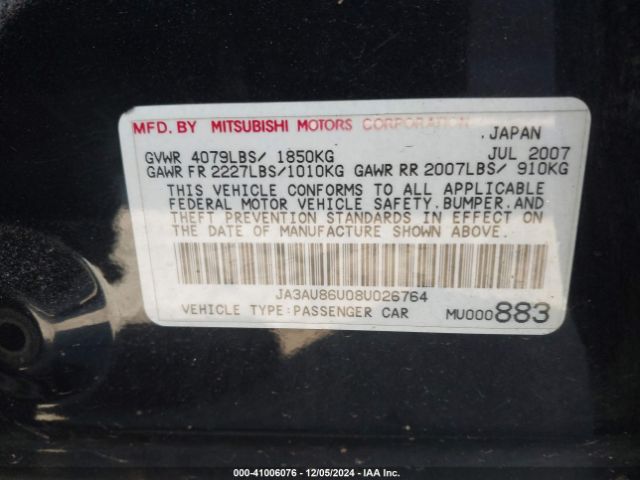 MFD. BY MITSUBISHI MOTORS CORPORATION
.JAPAN
GVWR 4079LBS/ 1850KG JUL 2007
GAWR FR 2227LBS/1010KG GAWR RR 2007LBS/ 910KG
THIS VEHICLE CONFORMS TO ALL APPLICABLE
FEDERAL MOTOR VEHICLE SAFETY.BUMPER.AND
THEFT PREVENTION STANDARDS IN EFFECT ON
THE DATE OF MANUFACTURE SHOWN ABOVE.
JA3AU86U08U026764
VEHICLE TYPE:PASSENGER CAR MU000883
000-41006076 - 12/05/2024 - IAA Inc.